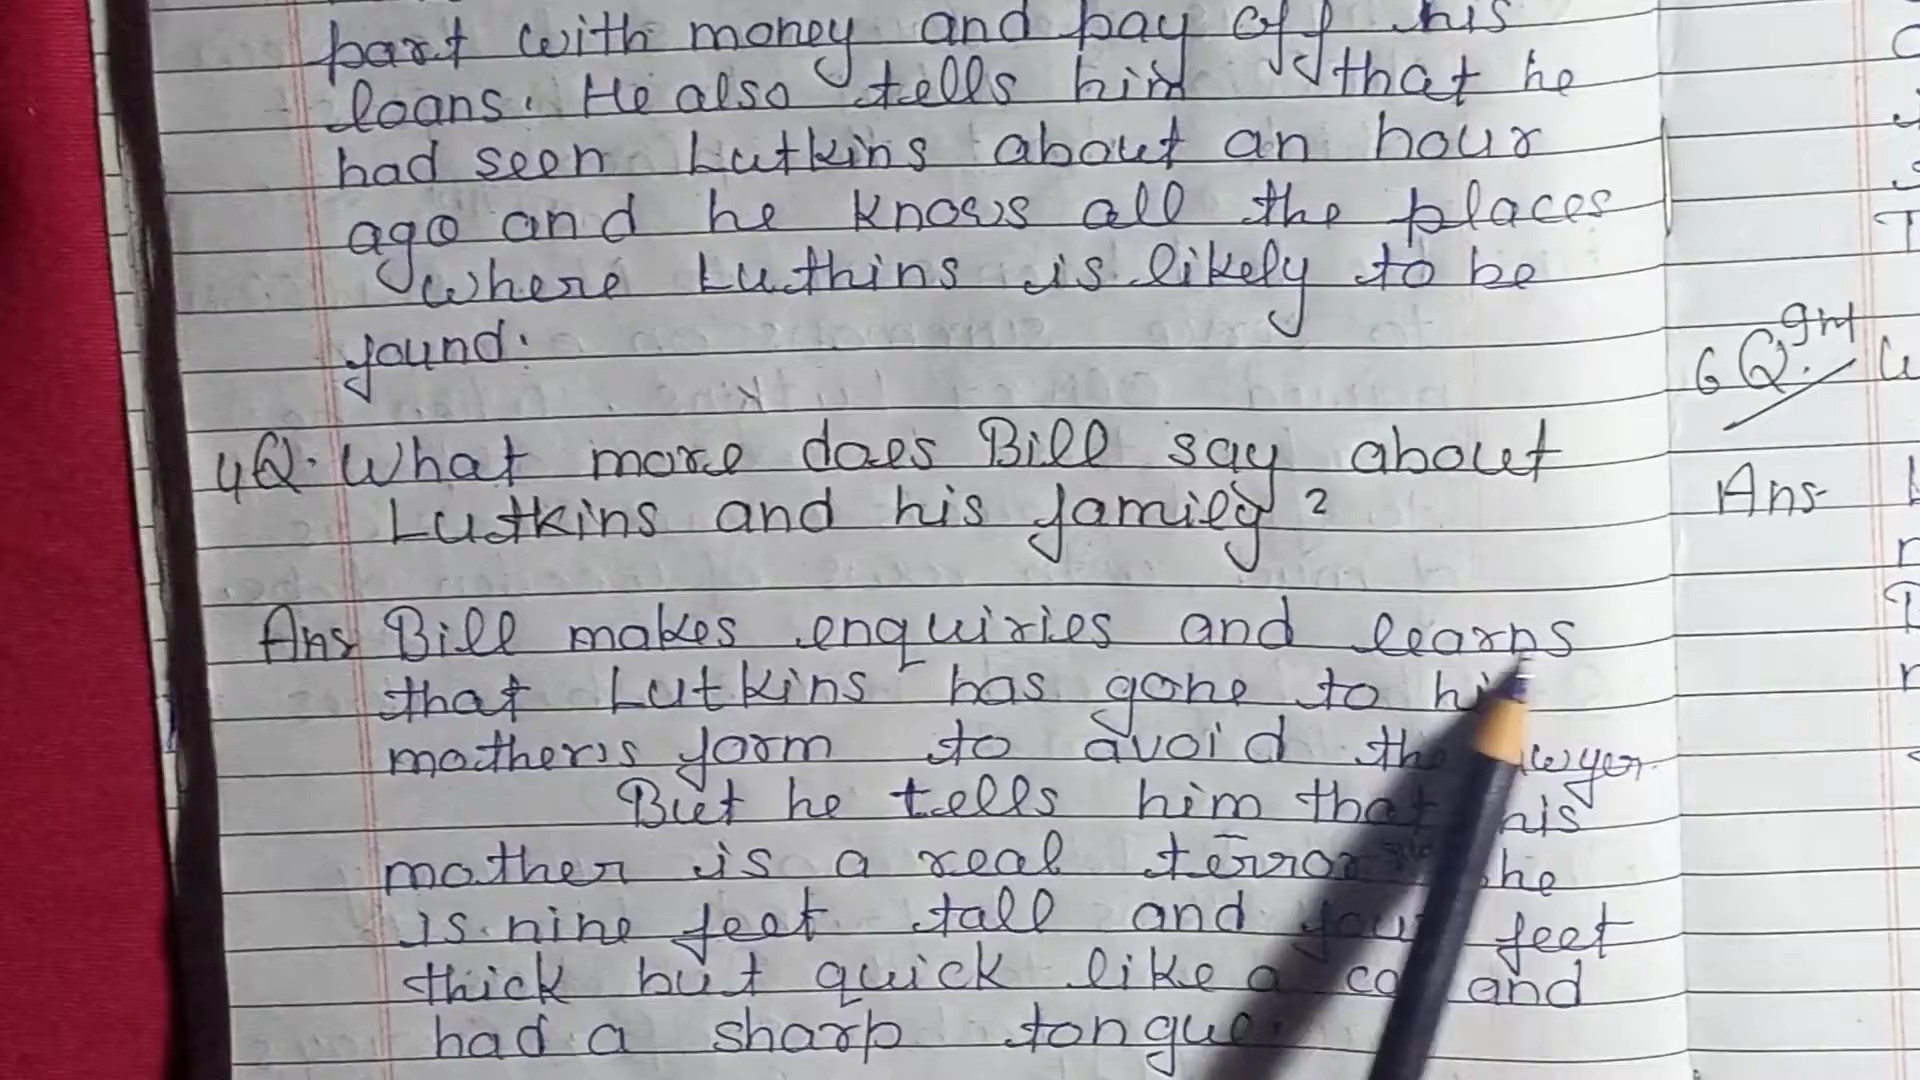 part with money and pay off his
loans. He also tells him that he
had seen Lutkins about an hour
ago and he knows all the places
where Luthins is likely to be
found.
4Q. What more does Bill say about
Lutkins and his family?
Ans Bill makes enquiries and learns
that Lutkins has gone to
mother's farm to avoid the
But he tells him that his
mother is a real terror
is nine feet tall and feet
thick but quick like a and
had a sharp tongue.
6Q.
Ans-